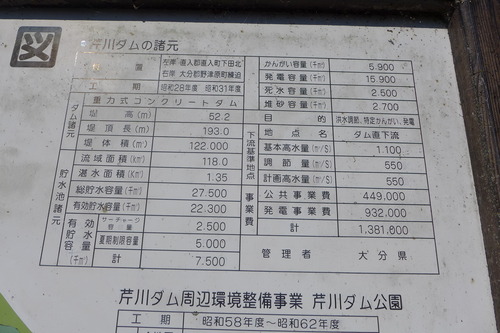 図
芹川ダムの諸元
置 左岸 直入郡直入町下田北
右岸 大分郡野津原町練迫
工期 昭和28年度 昭和31年度
ダム諸元
重力式コンクリートダム
堤高(m) 52.2
堤頂長(m) 193.0
堤体積(m³) 122.000
貯水池諸元
流域面積(Km²) 118.0
湛水面積(Km²) 1.35
総貯水容量(千m³) 27.500
有効貯水容量(千m³) 22.300
有効貯水容量(千m³)
サーチャージ容量 2.500
夏期制限容量 5.000
計 7.500
かんがい容量(千m³) 5.900
発電容量(千m³) 15.900
死水容量(千m³) 2.500
堆砂容量(千m³) 2.700
目的 洪水調節、特定かんがい、発電
下流基準地点
地点名 ダム直下流
基本高水量(m³/S) 1.100
調節量(m³/S) 550
計画高水量(m³/S) 550
事業費
公共事業費 449.000
発電事業費 932.000
計 1,381.000
管理者 大分県
芹川ダム周辺環境整備事業 芹川ダム公園
工期 昭和58年度～昭和62年度